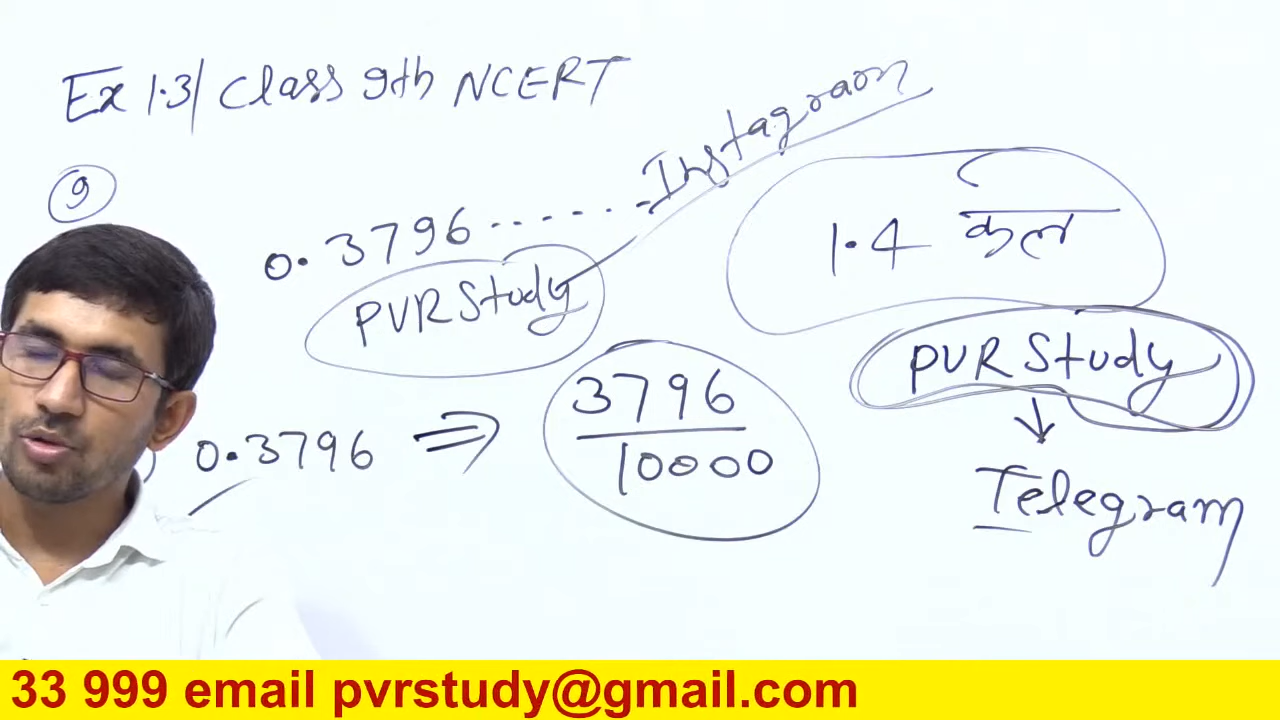 Ex 1.3| Class 9th NCERT
Instagram
9
0.3796.......
1.4 कल
PVR Study
PVR Study
3796
0.3796 ⇒
10000
Telegram
33 999 email pvrstudy@gmail.com